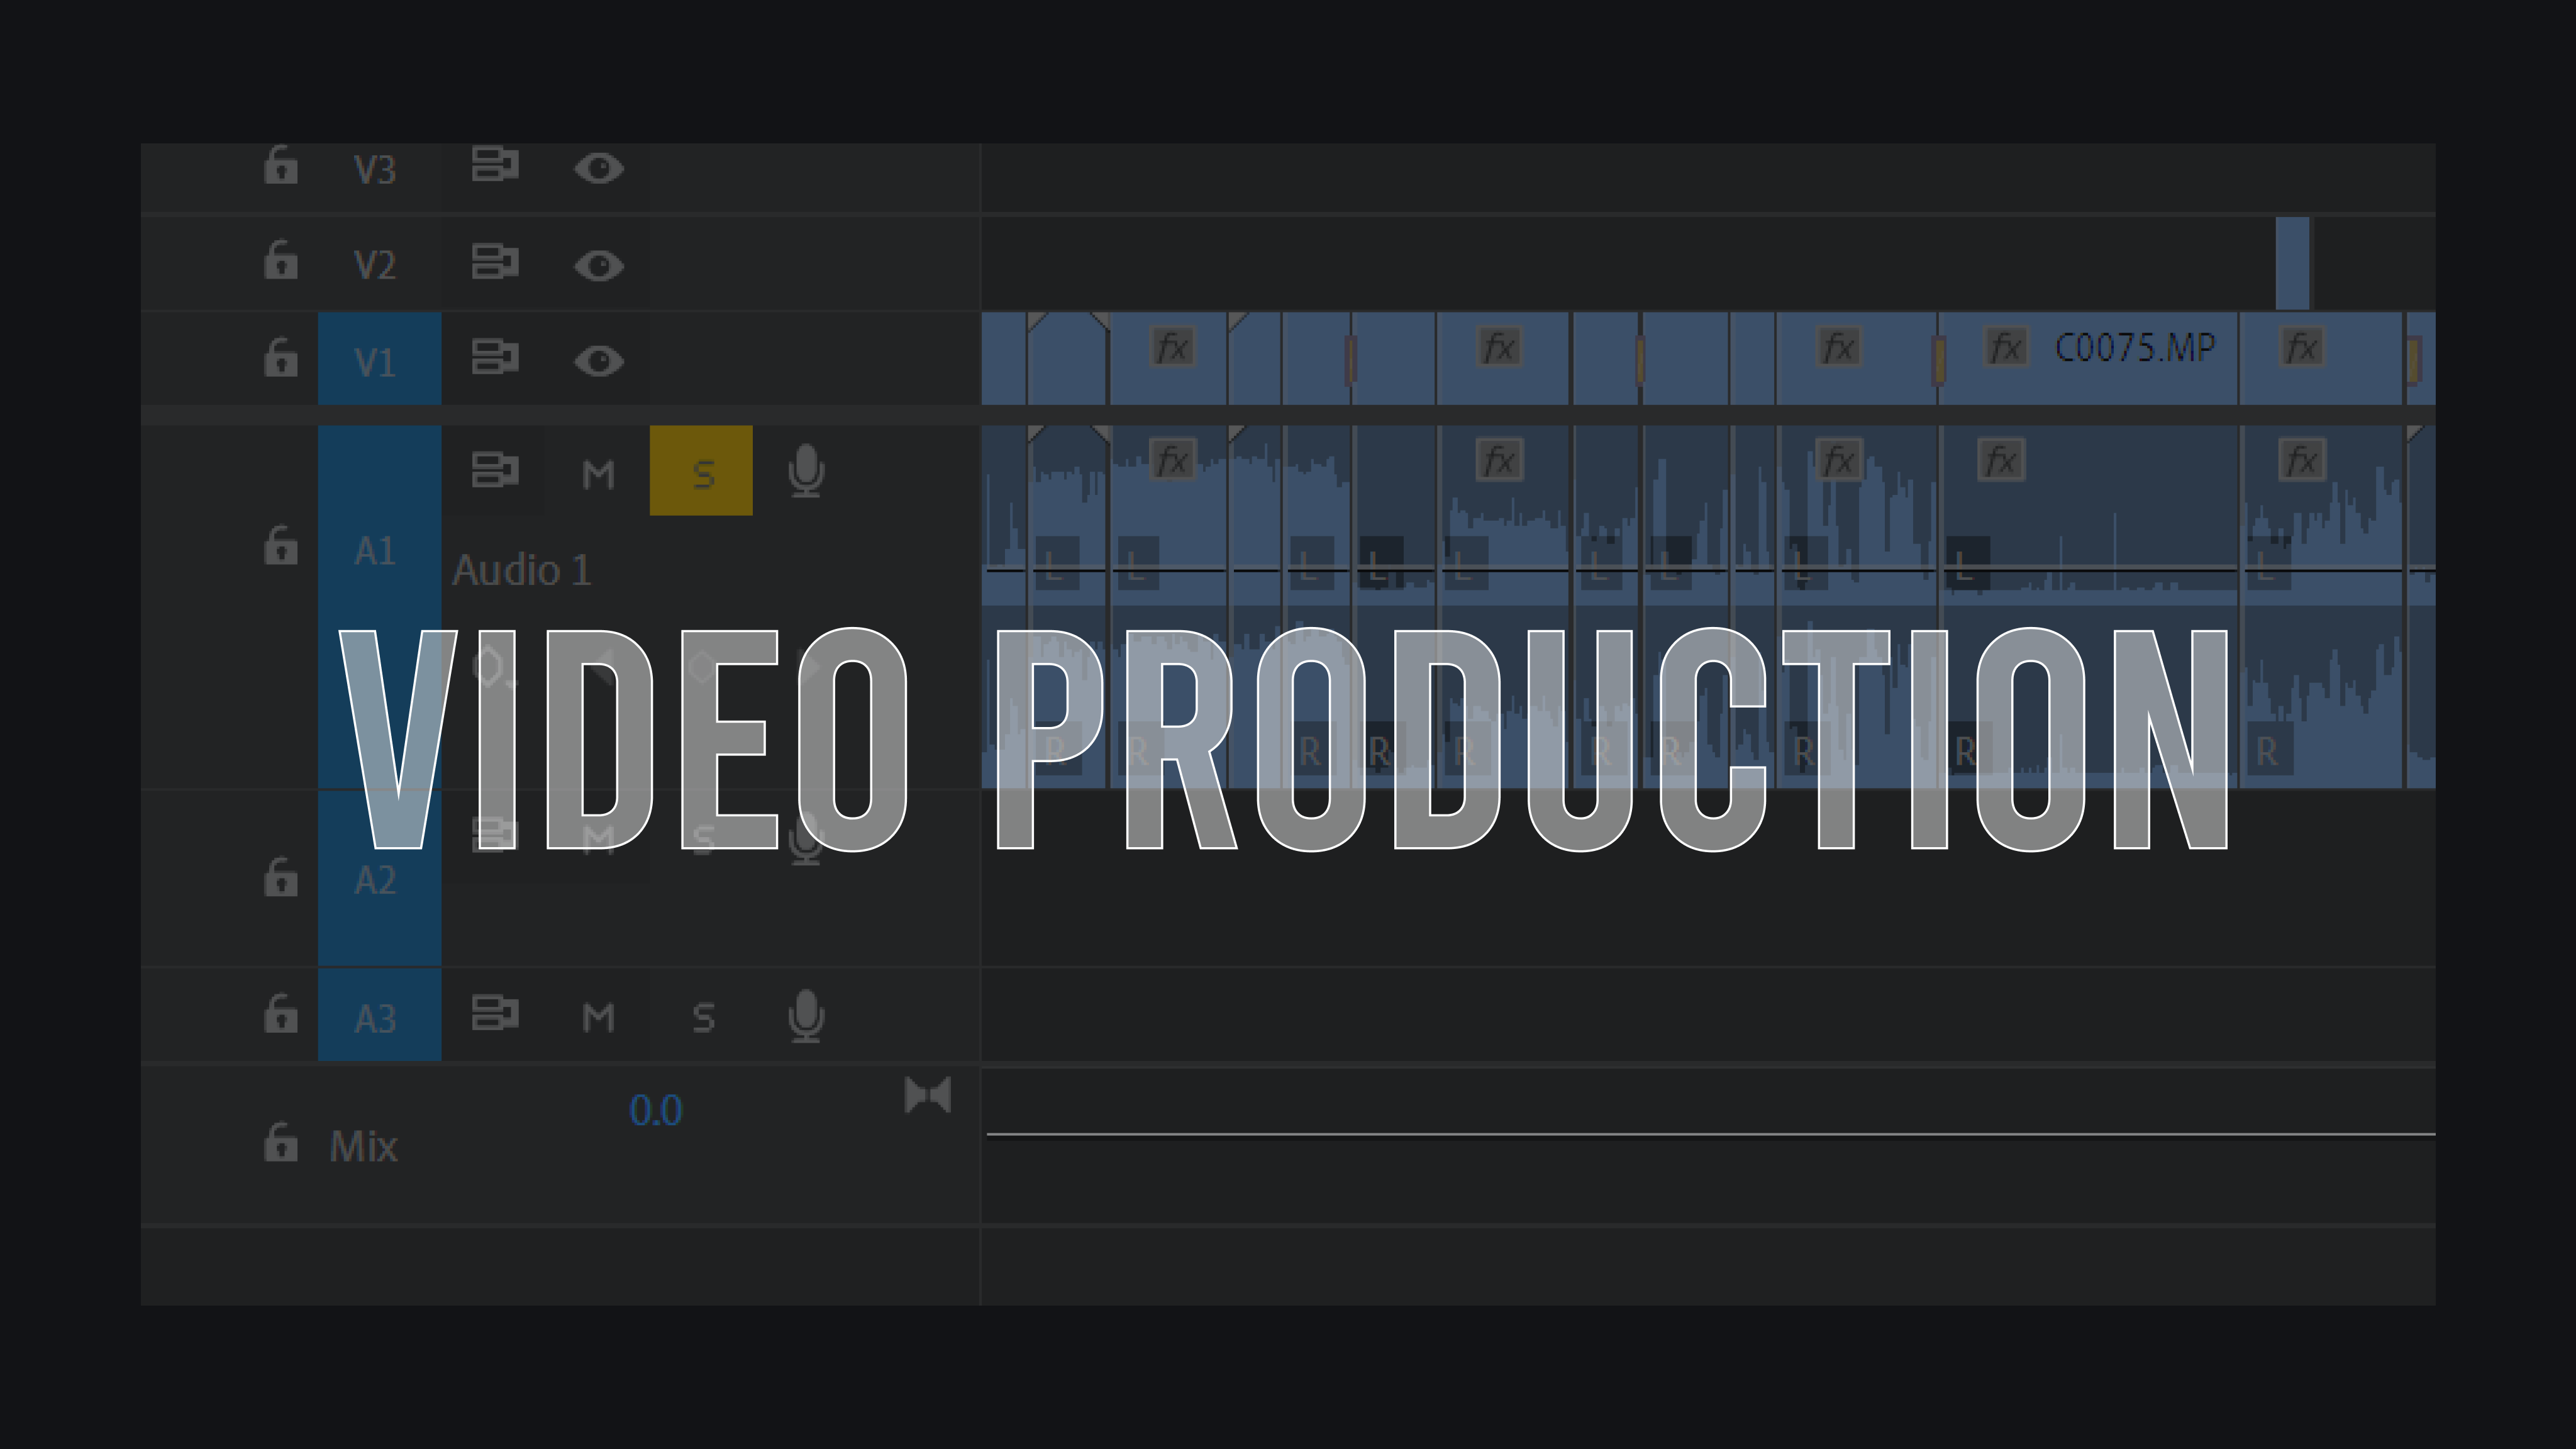 V3
V2
V1
fx fx fx fx C0075.MP fx
M S
fx fx fx fx fx
A1
Audio 1
L L L L L L L L L L
VIDEO PRODUCTION
R R R R R R R R R R
M S
A2
A3 M S
0.0
Mix